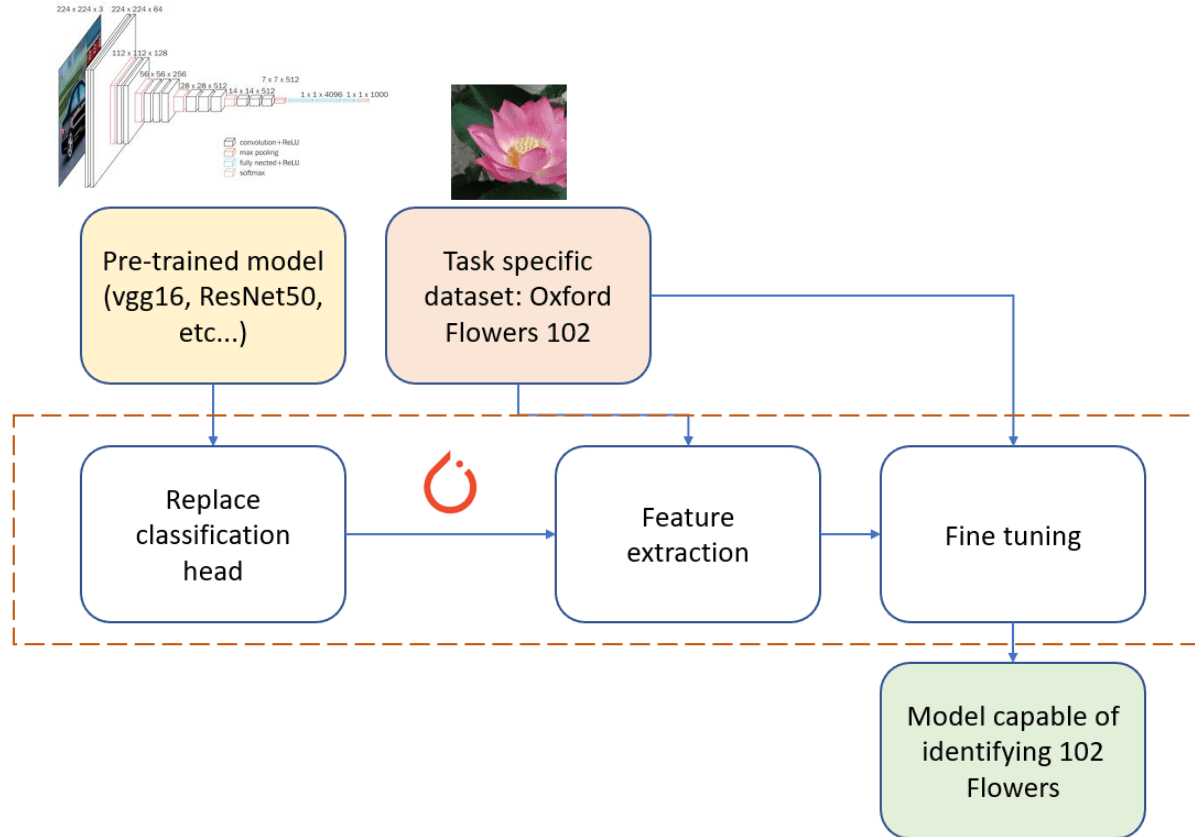 224 x 224 x 3
224 x 224 x 64
112 x 112 x 128
56 x 56 x 256
28 x 28 x 512
14 x 14 x 512
7 x 7 x 512
1 x 1 x 4096
1 x 1 x 1000
convolution+ReLU
max pooling
fully nected+ReLU
softmax
Pre-trained model
(vgg16, ResNet50,
etc...)
Task specific
dataset: Oxford
Flowers 102
Replace
classification
head
Feature
extraction
Fine tuning
Model capable of
identifying 102
Flowers